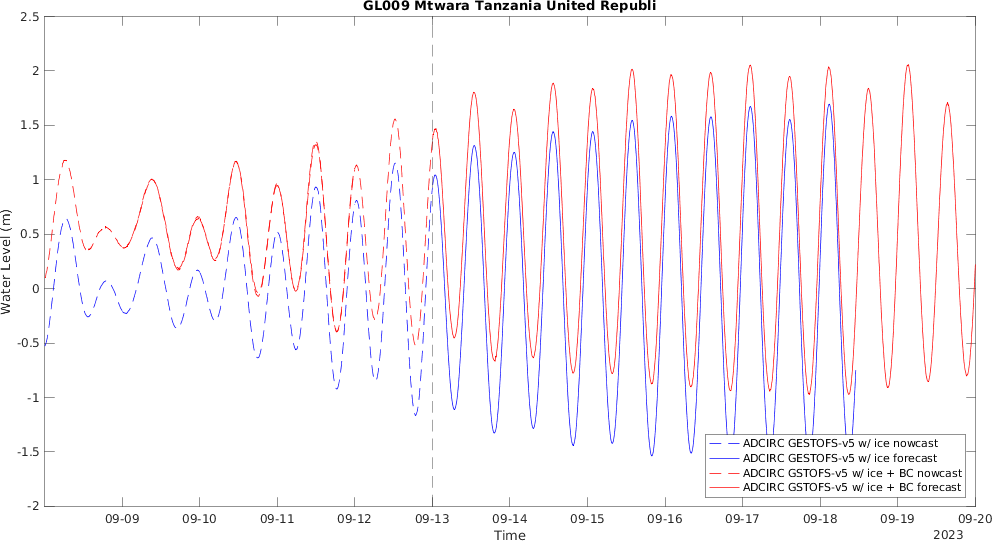 GL009 Mtwara Tanzania United Republi
2.5
2
1.5
1
0.5
0
-0.5
-1
-1.5
-2
Water Level (m)
ADCIRC GESTOFS-v5 w/ ice nowcast
ADCIRC GESTOFS-v5 w/ ice forecast
ADCIRC GSTOFS-v5 w/ ice + BC nowcast
ADCIRC GSTOFS-v5 w/ ice + BC forecast
09-09 09-10 09-11 09-12 09-13 09-14 09-15 09-16 09-17 09-18 09-19 09-20
Time
2023